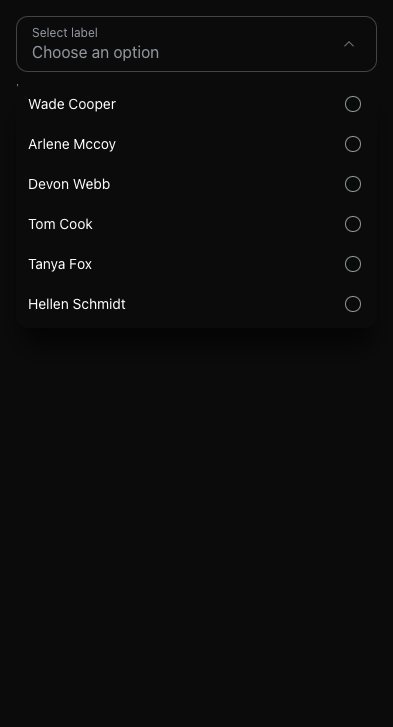 Select label
Choose an option
Wade Cooper
Arlene Mccoy
Devon Webb
Tom Cook
Tanya Fox
Hellen Schmidt